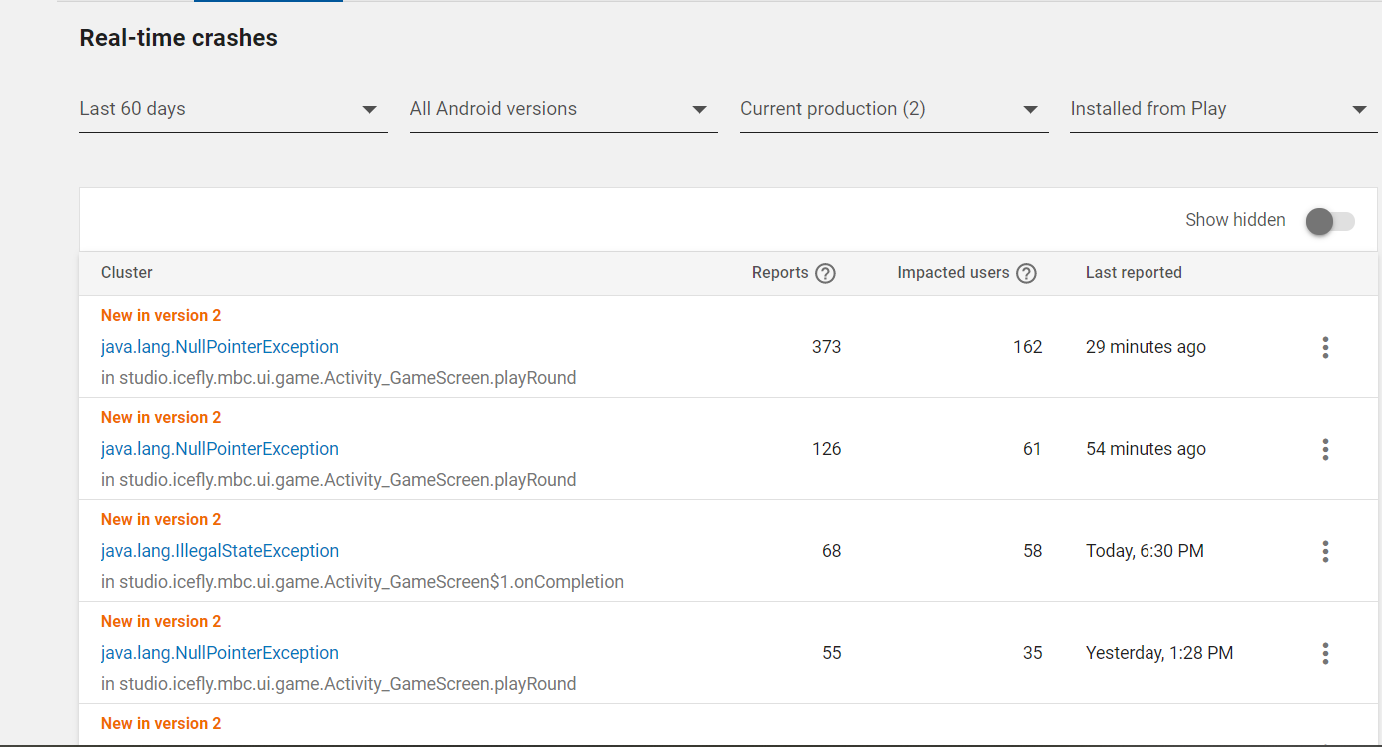 Real-time crashes
Last 60 days All Android versions Current production (2) Installed from Play
Show hidden
Cluster Reports ? Impacted users ? Last reported
New in version 2
java.lang.NullPointerException 373 162 29 minutes ago
in studio.icefly.mbc.ui.game.Activity_GameScreen.playRound
New in version 2
java.lang.NullPointerException 126 61 54 minutes ago
in studio.icefly.mbc.ui.game.Activity_GameScreen.playRound
New in version 2
java.lang.IllegalStateException 68 58 Today, 6:30 PM
in studio.icefly.mbc.ui.game.Activity_GameScreen$1.onCompletion
New in version 2
java.lang.NullPointerException 55 35 Yesterday, 1:28 PM
in studio.icefly.mbc.ui.game.Activity_GameScreen.playRound
New in version 2